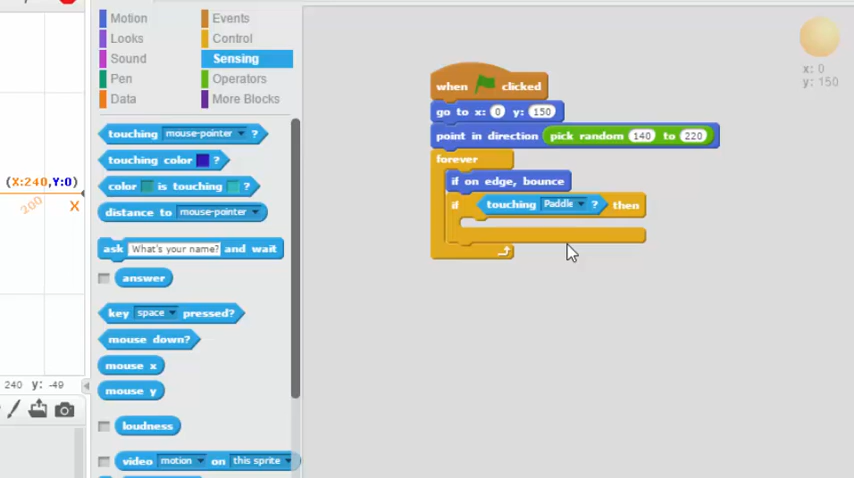 Motion
Events
Looks
Control
Sound
Sensing
Pen
Operators
Data
More Blocks
touching mouse-pointer ?
touching color ?
color is touching ?
distance to mouse-pointer
ask What's your name? and wait
answer
key space pressed?
mouse down?
mouse x
mouse y
loudness
video motion on this sprite
(X:240,Y:0)
200
X
240 y: -49
when clicked
go to x: 0 y: 150
point in direction pick random 140 to 220
forever
if on edge, bounce
if touching Paddle ? then
x: 0
y: 150